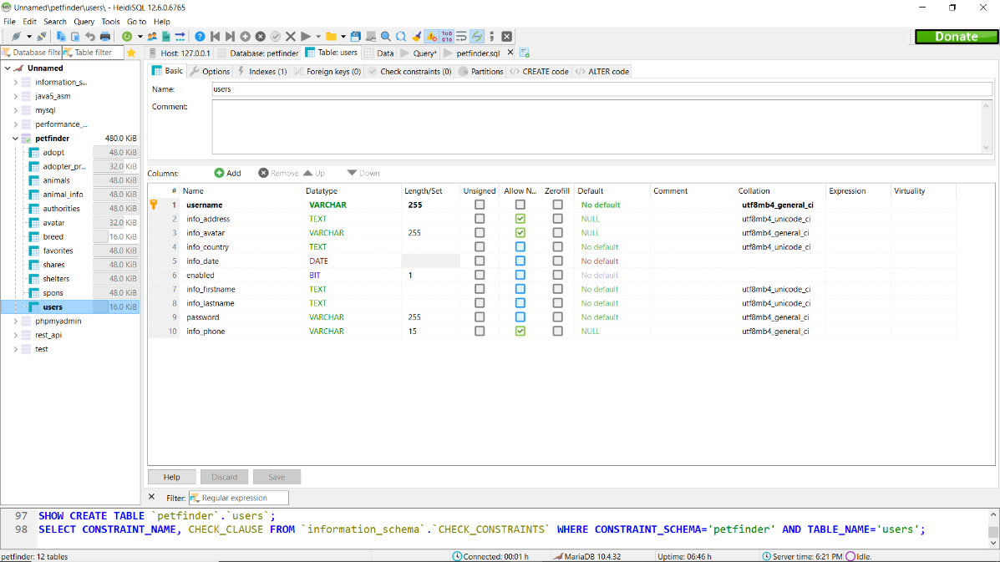 Unnamed\petfinder\users\ - HeidiSQL 12.6.0.6765
File Edit Search Query Tools Go to Help
Donate
Database filte Table filter
Host: 127.0.0.1 Database: petfinder Table: users Data Query* petfinder.sql
Unnamed
information_s...
java5_asm
mysql
performance_...
petfinder 480.0 KiB
adopt 48.0 KiB
adopter_pr... 32.0 KiB
animals 48.0 KiB
animal_info 48.0 KiB
authorities 48.0 KiB
avatar 32.0 KiB
breed 16.0 KiB
favorites 48.0 KiB
shares 48.0 KiB
shelters 48.0 KiB
spons 48.0 KiB
users 16.0 KiB
phpmyadmin
rest_api
test
Basic Options Indexes (1) Foreign keys (0) Check constraints (0) Partitions CREATE code ALTER code
Name: users
Comment:
Columns: Add Remove Up Down
# Name Datatype Length/Set Unsigned Allow N... Zerofill Default Comment Collation Expression Virtuality
1 username VARCHAR 255 No default utf8mb4_general_ci
2 info_address TEXT NULL utf8mb4_unicode_ci
3 info_avatar VARCHAR 255 NULL utf8mb4_general_ci
4 info_country TEXT No default utf8mb4_unicode_ci
5 info_date DATE No default
6 enabled BIT 1 No default
7 info_firstname TEXT No default utf8mb4_unicode_ci
8 info_lastname TEXT No default utf8mb4_unicode_ci
9 password VARCHAR 255 No default utf8mb4_general_ci
10 info_phone VARCHAR 15 NULL utf8mb4_general_ci
Help Discard Save
Filter: Regular expression
97 SHOW CREATE TABLE `petfinder`.`users`;
98 SELECT CONSTRAINT_NAME, CHECK_CLAUSE FROM `information_schema`.`CHECK_CONSTRAINTS` WHERE CONSTRAINT_SCHEMA='petfinder' AND TABLE_NAME='users';
petfinder: 12 tables Connected: 00:01 h MariaDB 10.4.32 Uptime: 06:46 h Server time: 6:21 PM Idle.